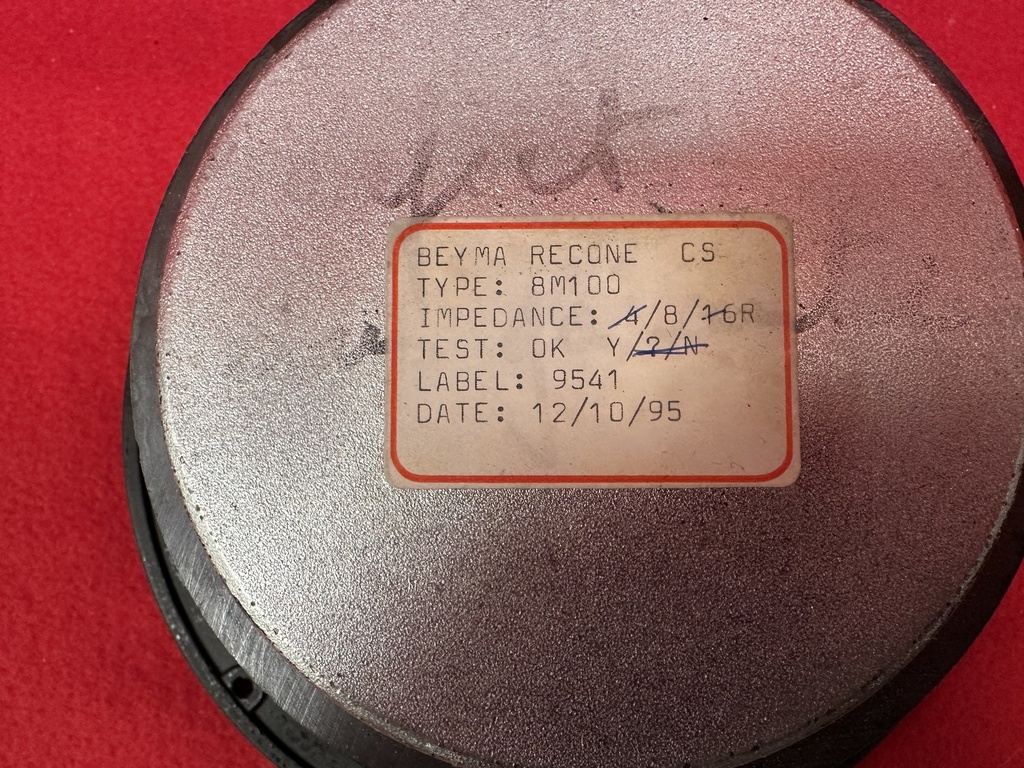 BEYMA RECONE CS
TYPE: 8M100
IMPEDANCE: 4/8/16R
TEST: OK Y/?/N
LABEL: 9541
DATE: 12/10/95